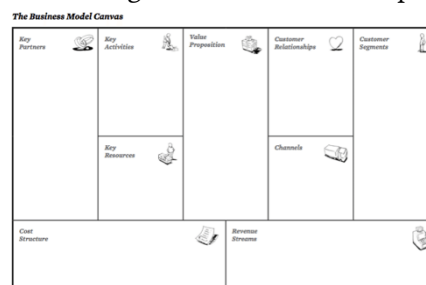 The Business Model Canvas
Key
Partners
Key
Activities
Value
Proposition
Customer
Relationships
Customer
Segments
Key
Resources
Channels
Cost
Structure
Revenue
Streams